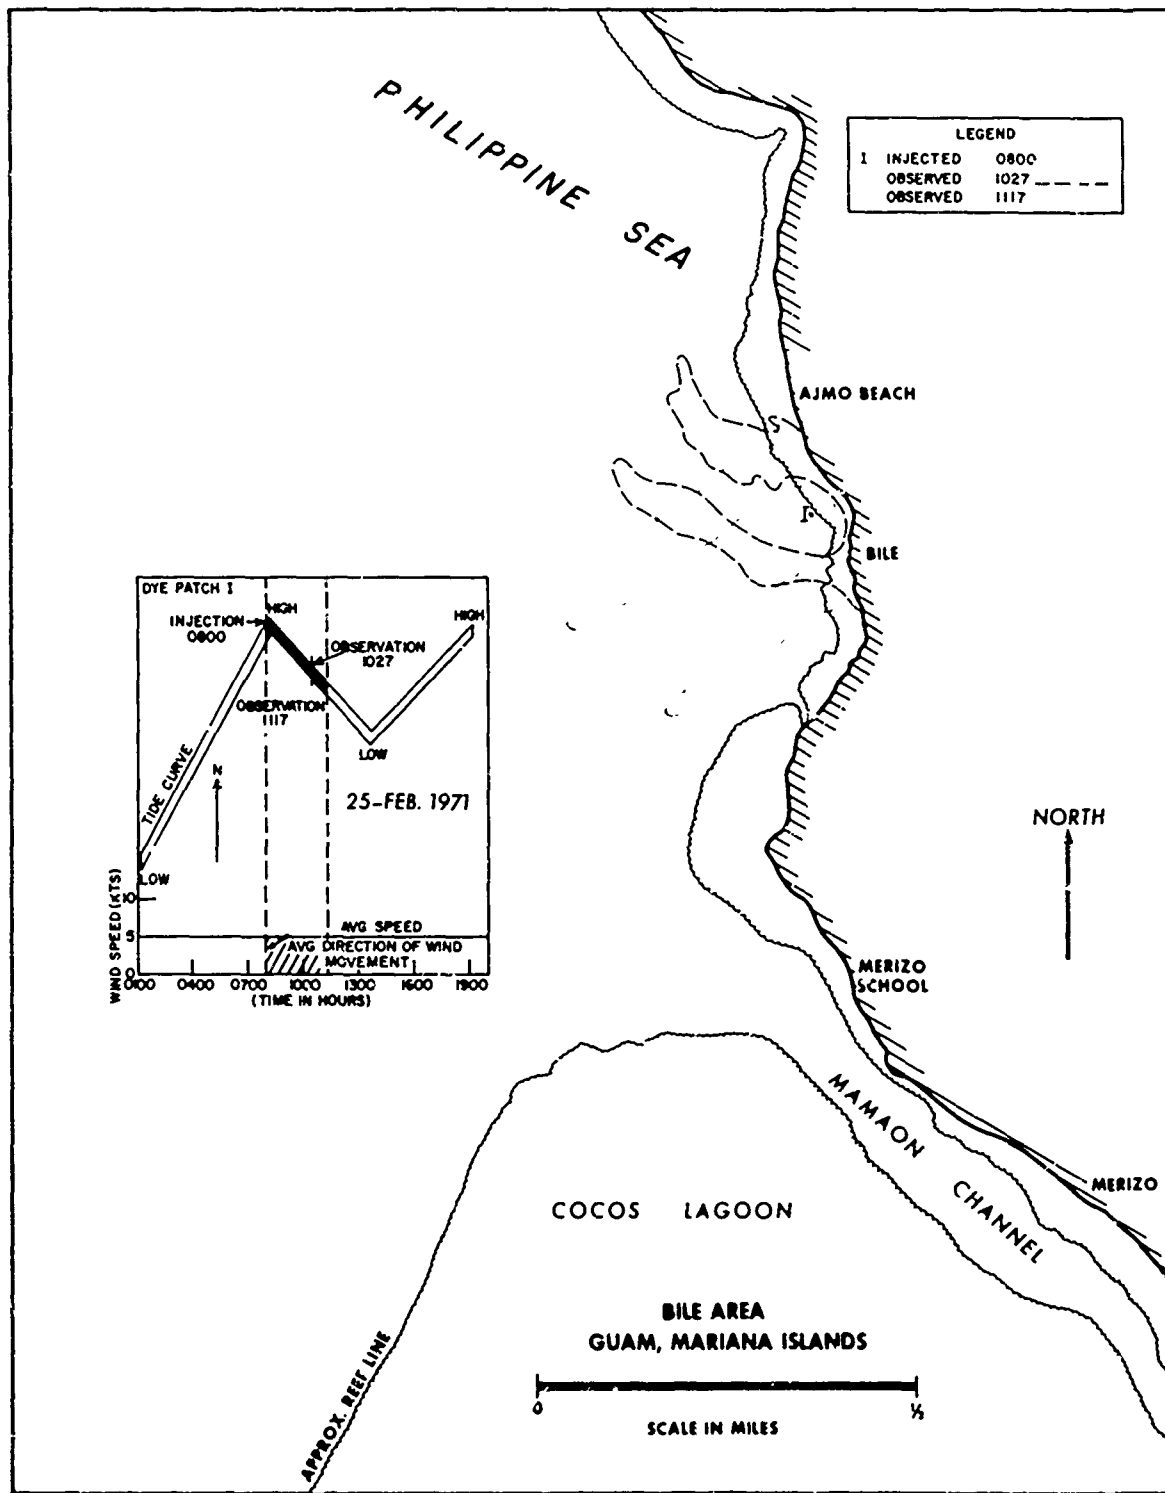 PHILIPPINE SEA
LEGEND
I INJECTED 0800
OBSERVED 1027
OBSERVED 1117
AJMO BEACH
S
I
BILE
DYE PATCH I
HIGH
HIGH
INJECTION
0800
OBSERVATION
1027
OBSERVATION
1117
LOW
TIDE CURVE
N
25-FEB. 1971
LOW
WIND SPEED (KTS)
10
5
0
AVG SPEED
AVG DIRECTION OF WIND
MOVEMENT
0100 0400 0700 1000 1300 1600 1900
(TIME IN HOURS)
NORTH
MERIZO
SCHOOL
MAMAON CHANNEL
MERIZO
COCOS LAGOON
BILE AREA
GUAM, MARIANA ISLANDS
0
SCALE IN MILES
APPROX. REEF LINE